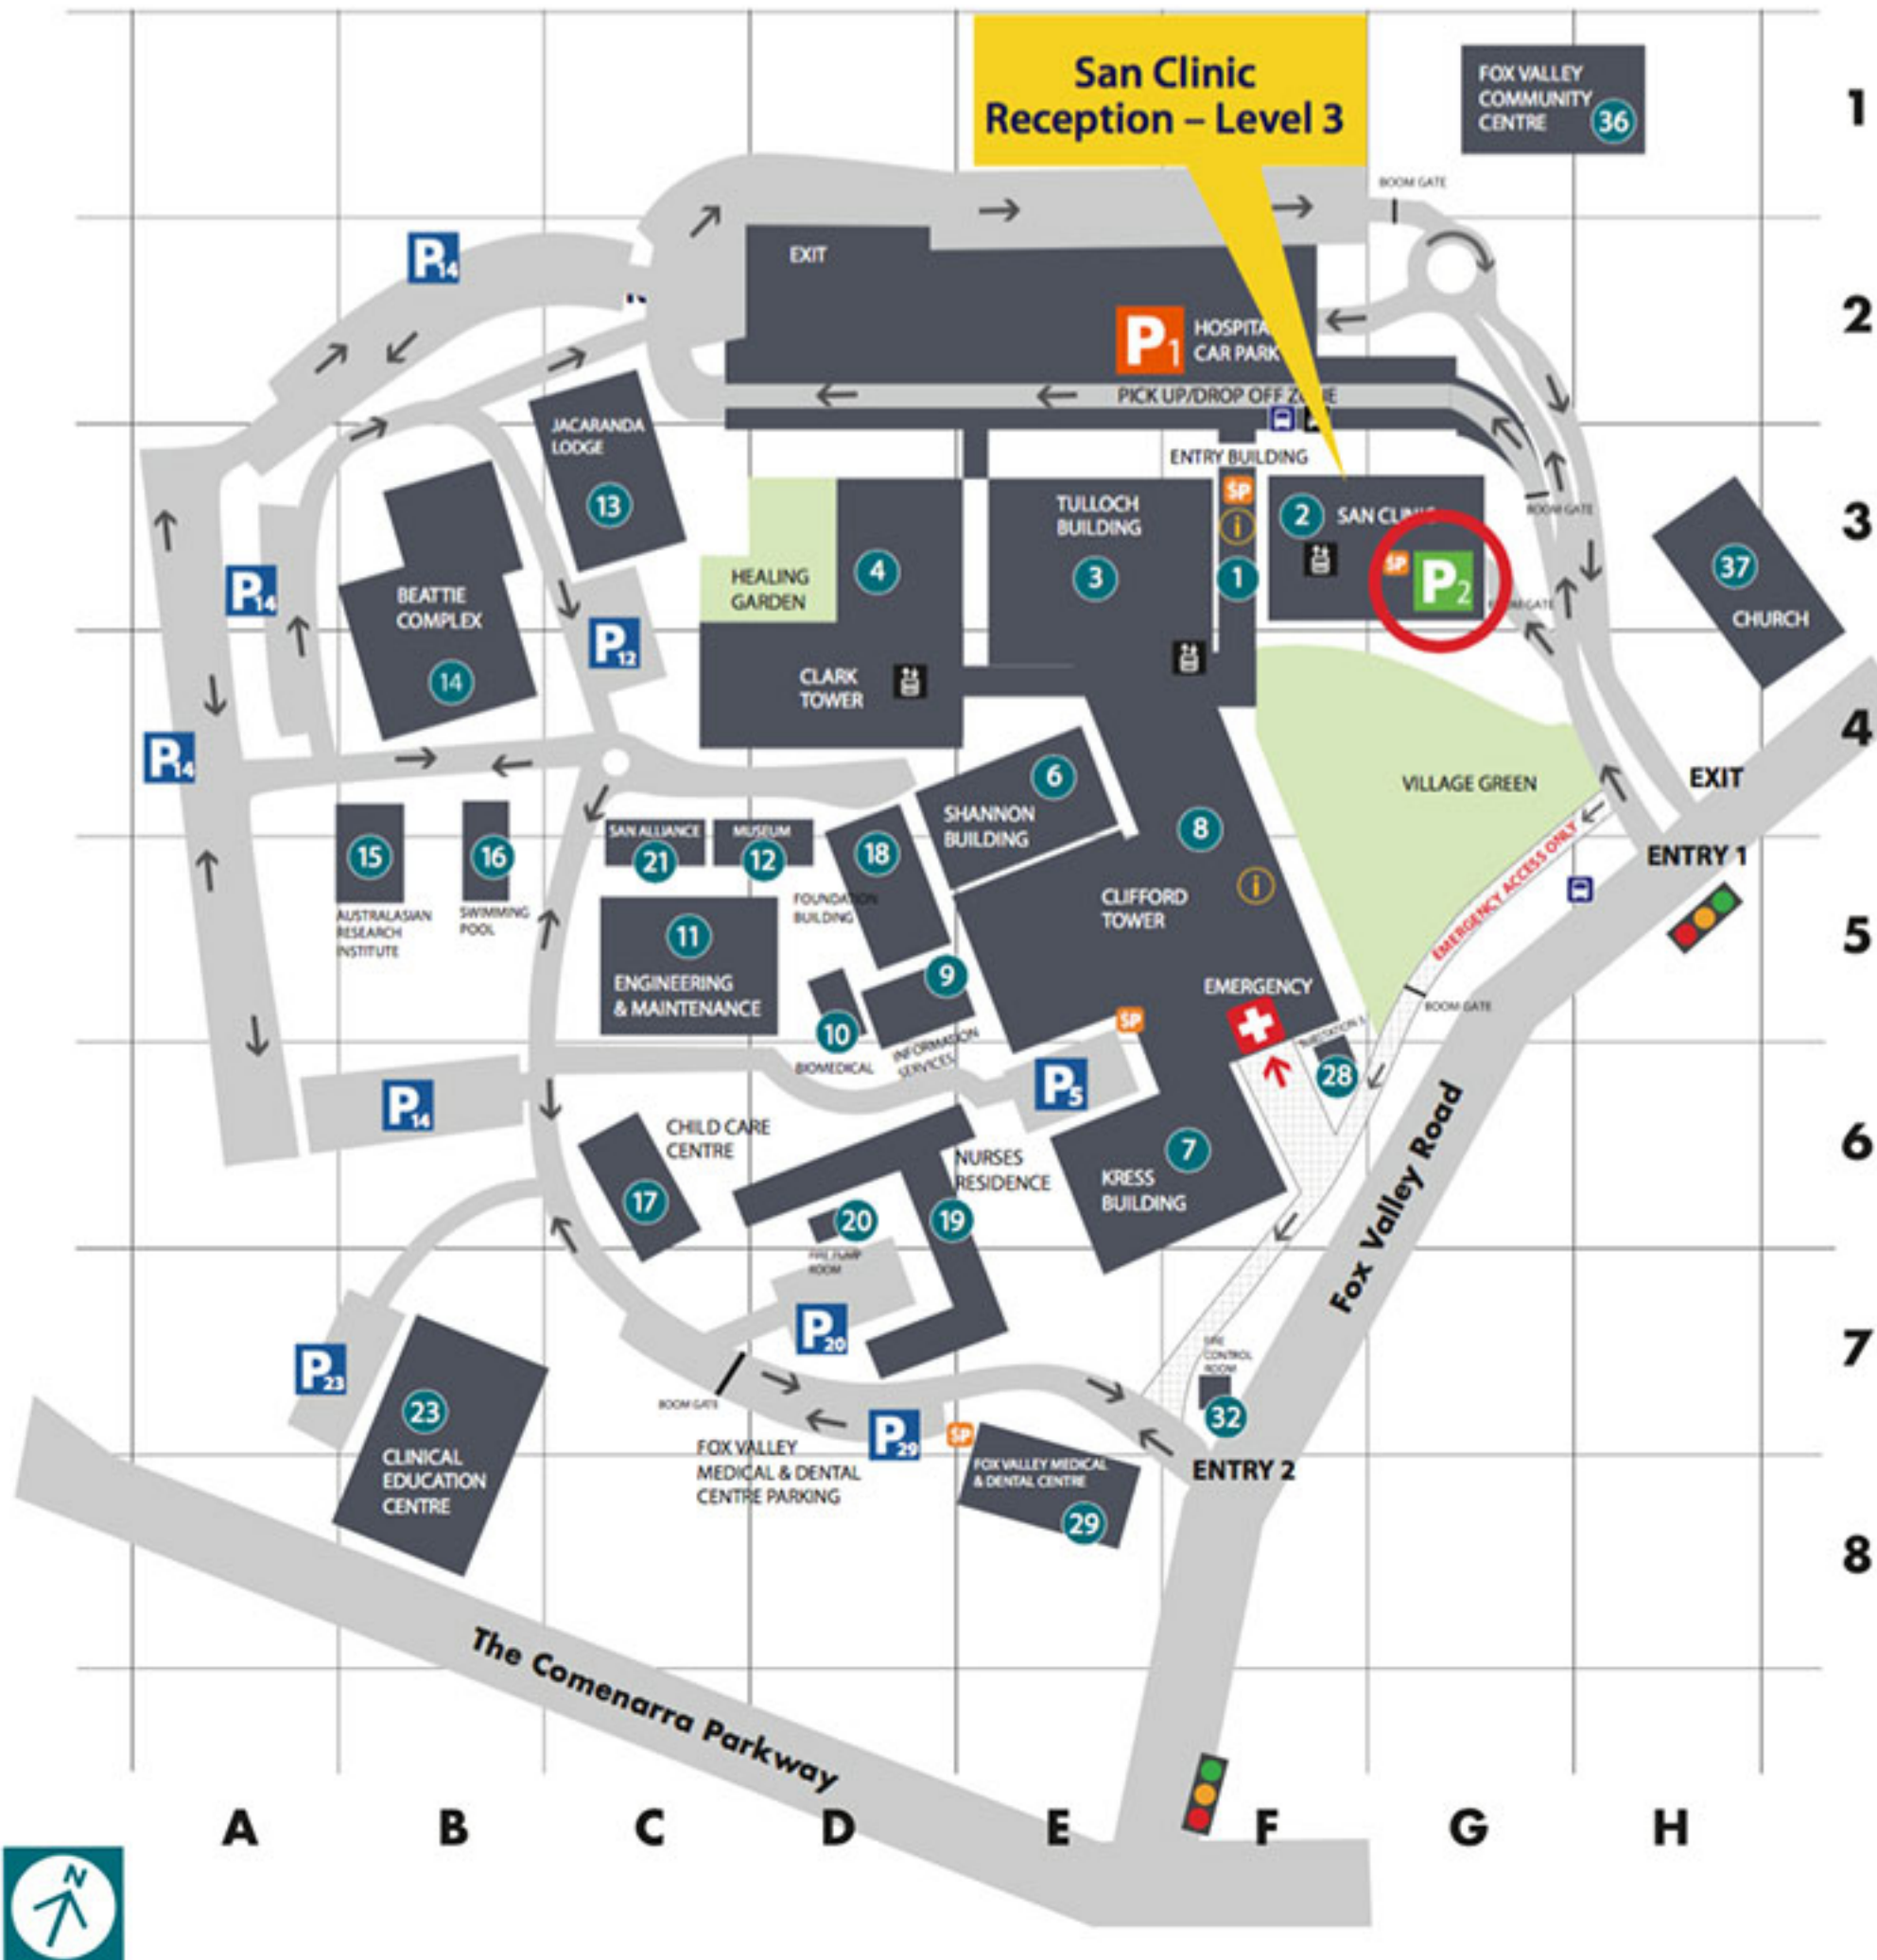 San Clinic
Reception – Level 3
FOX VALLEY
COMMUNITY
CENTRE
36
1
BOOM GATE
P14
EXIT
P1
HOSPITA
CAR PARK
2
PICK UP/DROP OFF ZONE
JACARANDA
LODGE
13
ENTRY BUILDING
SP
i
1
2
SAN CLINIC
SP
P2
BOOM GATE
BOOM GATE
3
TULLOCH
BUILDING
3
4
HEALING
GARDEN
37
CHURCH
P14
BEATTIE
COMPLEX
14
P12
CLARK
TOWER
P14
4
VILLAGE GREEN
EXIT
ENTRY 1
6
SHANNON
BUILDING
8
15
AUSTRALASIAN
RESEARCH
INSTITUTE
16
SWIMMING
POOL
SAN ALLIANCE
21
MUSEUM
12
18
FOUNDATION
BUILDING
CLIFFORD
TOWER
i
EMERGENCY ACCESS ONLY
5
11
ENGINEERING
& MAINTENANCE
9
INFORMATION
SERVICES
10
BIOMEDICAL
EMERGENCY
SP
BOOM GATE
28
P5
P14
6
CHILD CARE
CENTRE
17
NURSES
RESIDENCE
19
20
FIRE PUMP
ROOM
7
KRESS
BUILDING
Fox Valley Road
P20
P23
7
FIRE
CONTROL
ROOM
32
23
CLINICAL
EDUCATION
CENTRE
BOOM GATE
P29
SP
FOX VALLEY
MEDICAL & DENTAL
CENTRE PARKING
FOX VALLEY MEDICAL
& DENTAL CENTRE
29
ENTRY 2
8
The Comenarra Parkway
A
B
C
D
E
F
G
H
N